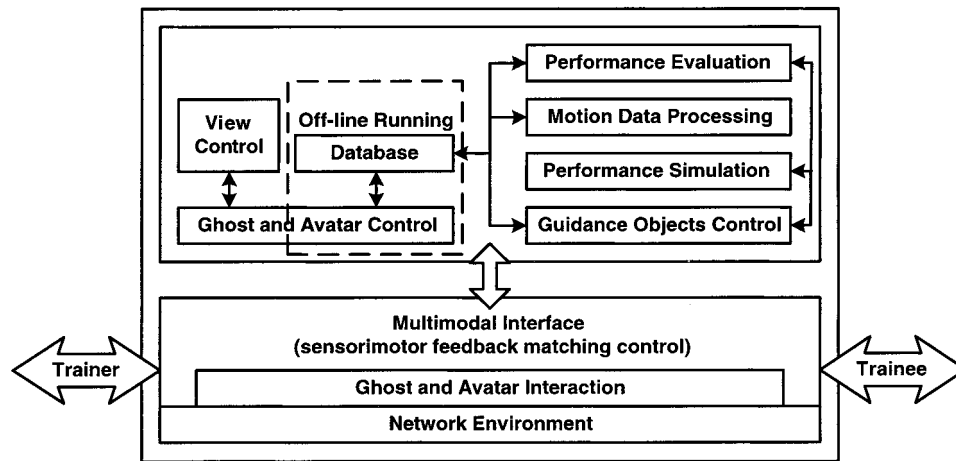 Performance Evaluation
View
Control
Off-line Running
Motion Data Processing
Database
Performance Simulation
Ghost and Avatar Control
Guidance Objects Control
Multimodal Interface
(sensorimotor feedback matching control)
Trainer
Trainee
Ghost and Avatar Interaction
Network Environment